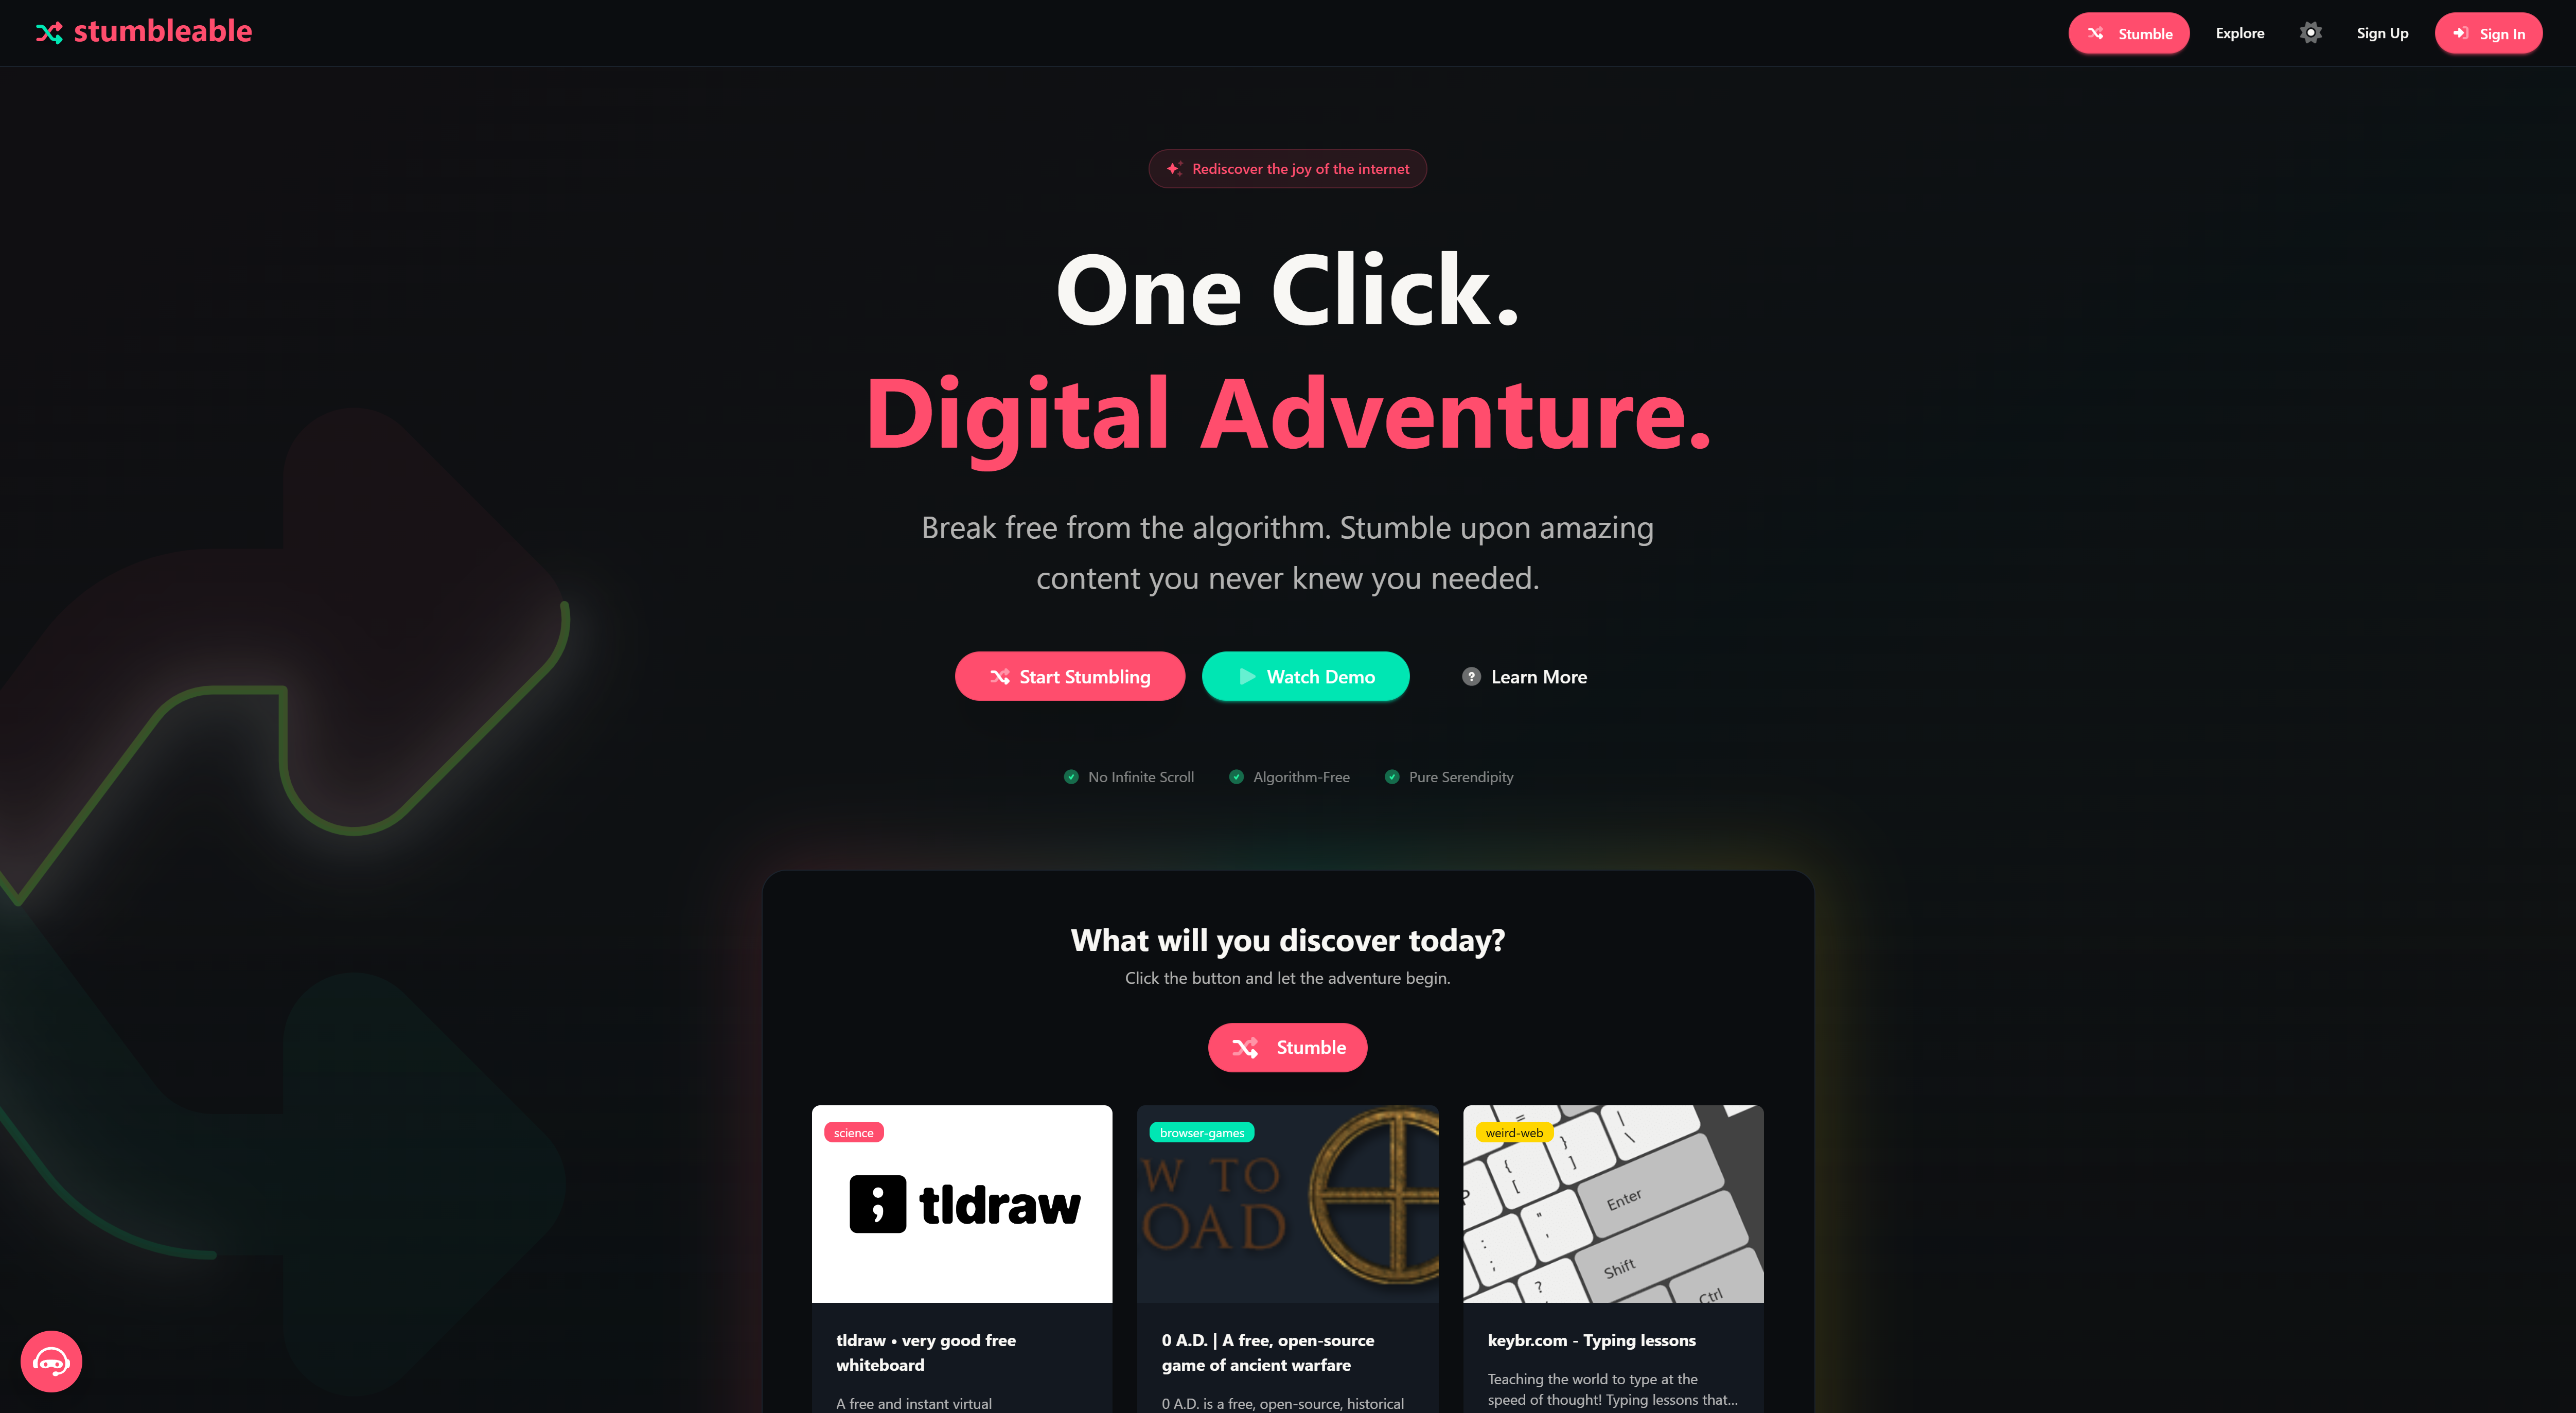 stumbleable
Stumble
Explore
Sign Up
Sign In
Rediscover the joy of the internet
One Click.
Digital Adventure.
Break free from the algorithm. Stumble upon amazing
content you never knew you needed.
Start Stumbling
Watch Demo
? Learn More
No Infinite Scroll
Algorithm-Free
Pure Serendipity
What will you discover today?
Click the button and let the adventure begin.
Stumble
science
; tldraw
tldraw • very good free
whiteboard
A free and instant virtual
browser-games
W TO
OAD
0 A.D. | A free, open-source
game of ancient warfare
0 A.D. is a free, open-source, historical
weird-web
=
| \
} ]
{ [
P
Enter
" '
: ;
Shift
?
Ctrl
keybr.com - Typing lessons
Teaching the world to type at the
speed of thought! Typing lessons that...